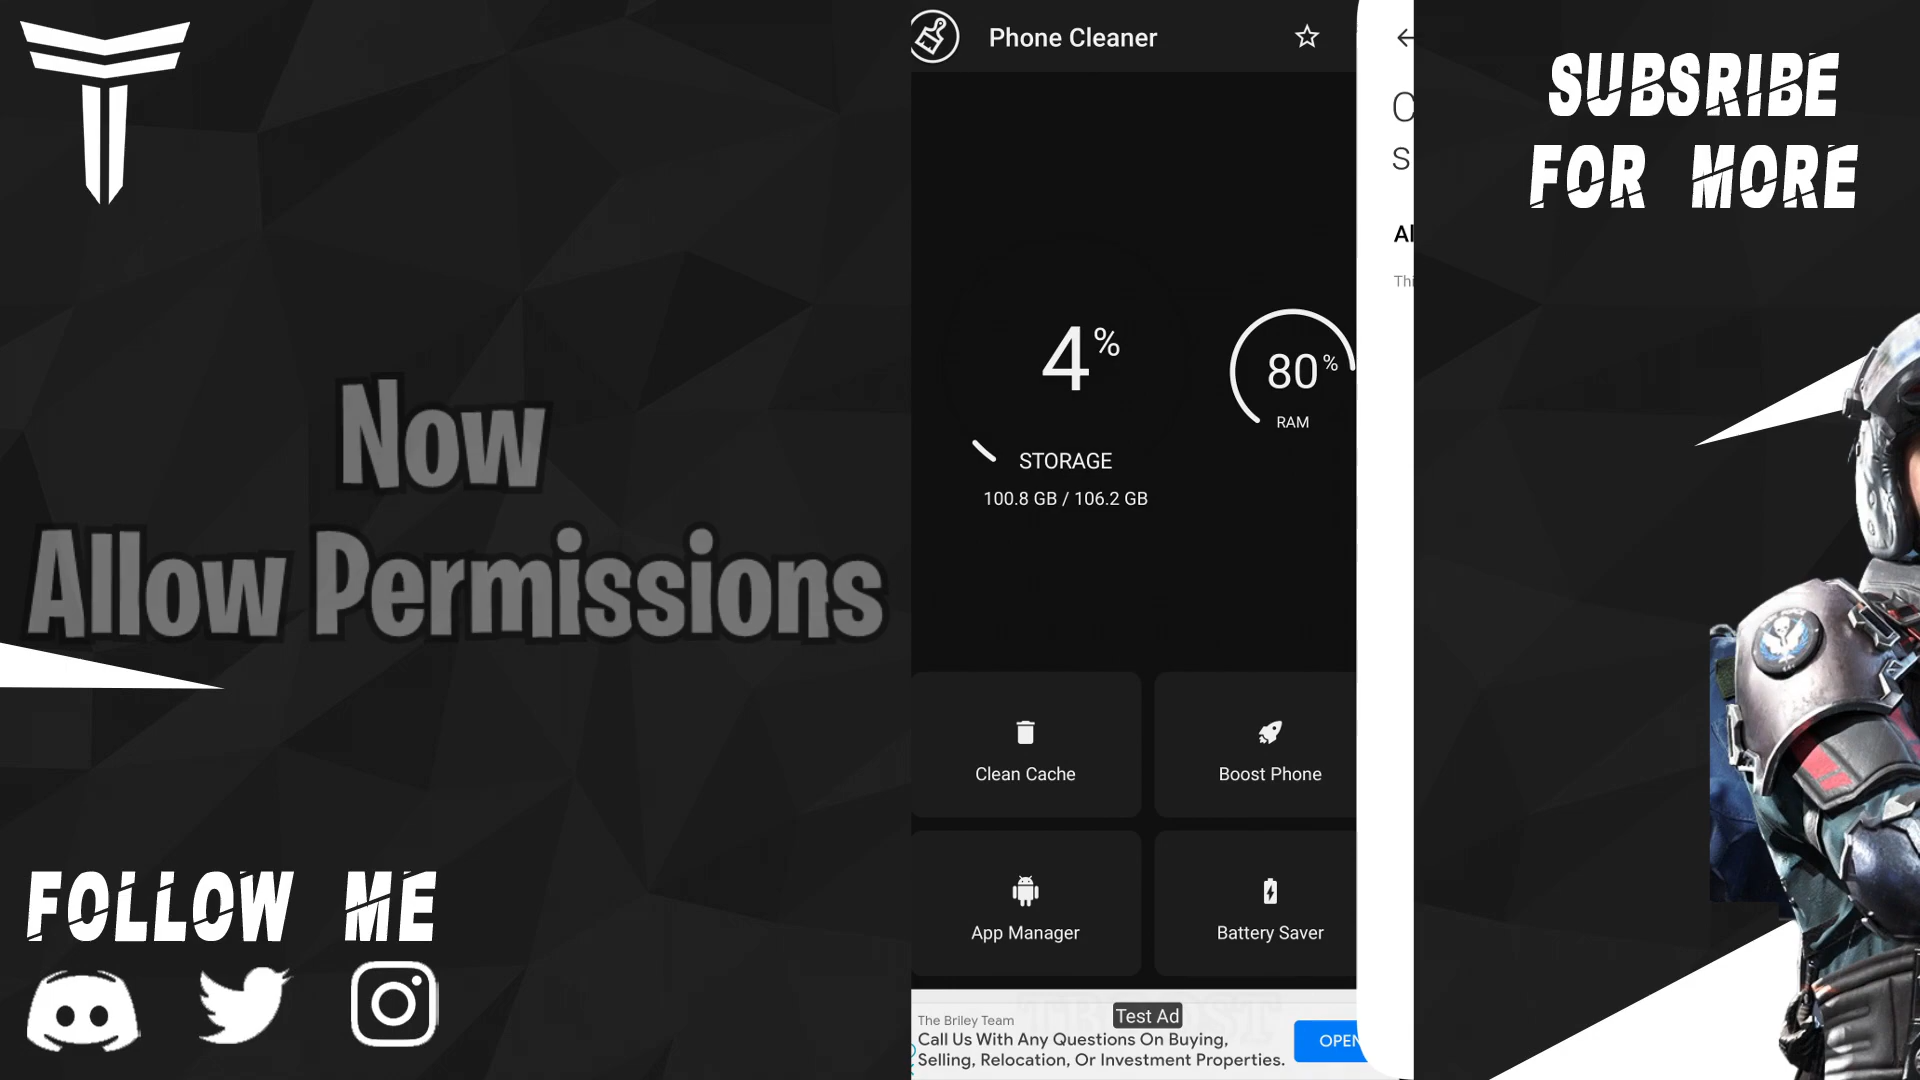 Phone Cleaner
SUBSRIBE
FOR MORE
4%
STORAGE
100.8 GB / 106.2 GB
80%
RAM
Now
Allow Permissions
Clean Cache
Boost Phone
App Manager
Battery Saver
FOLLOW ME
Test Ad
The Briley Team
Call Us With Any Questions On Buying,
Selling, Relocation, Or Investment Properties.